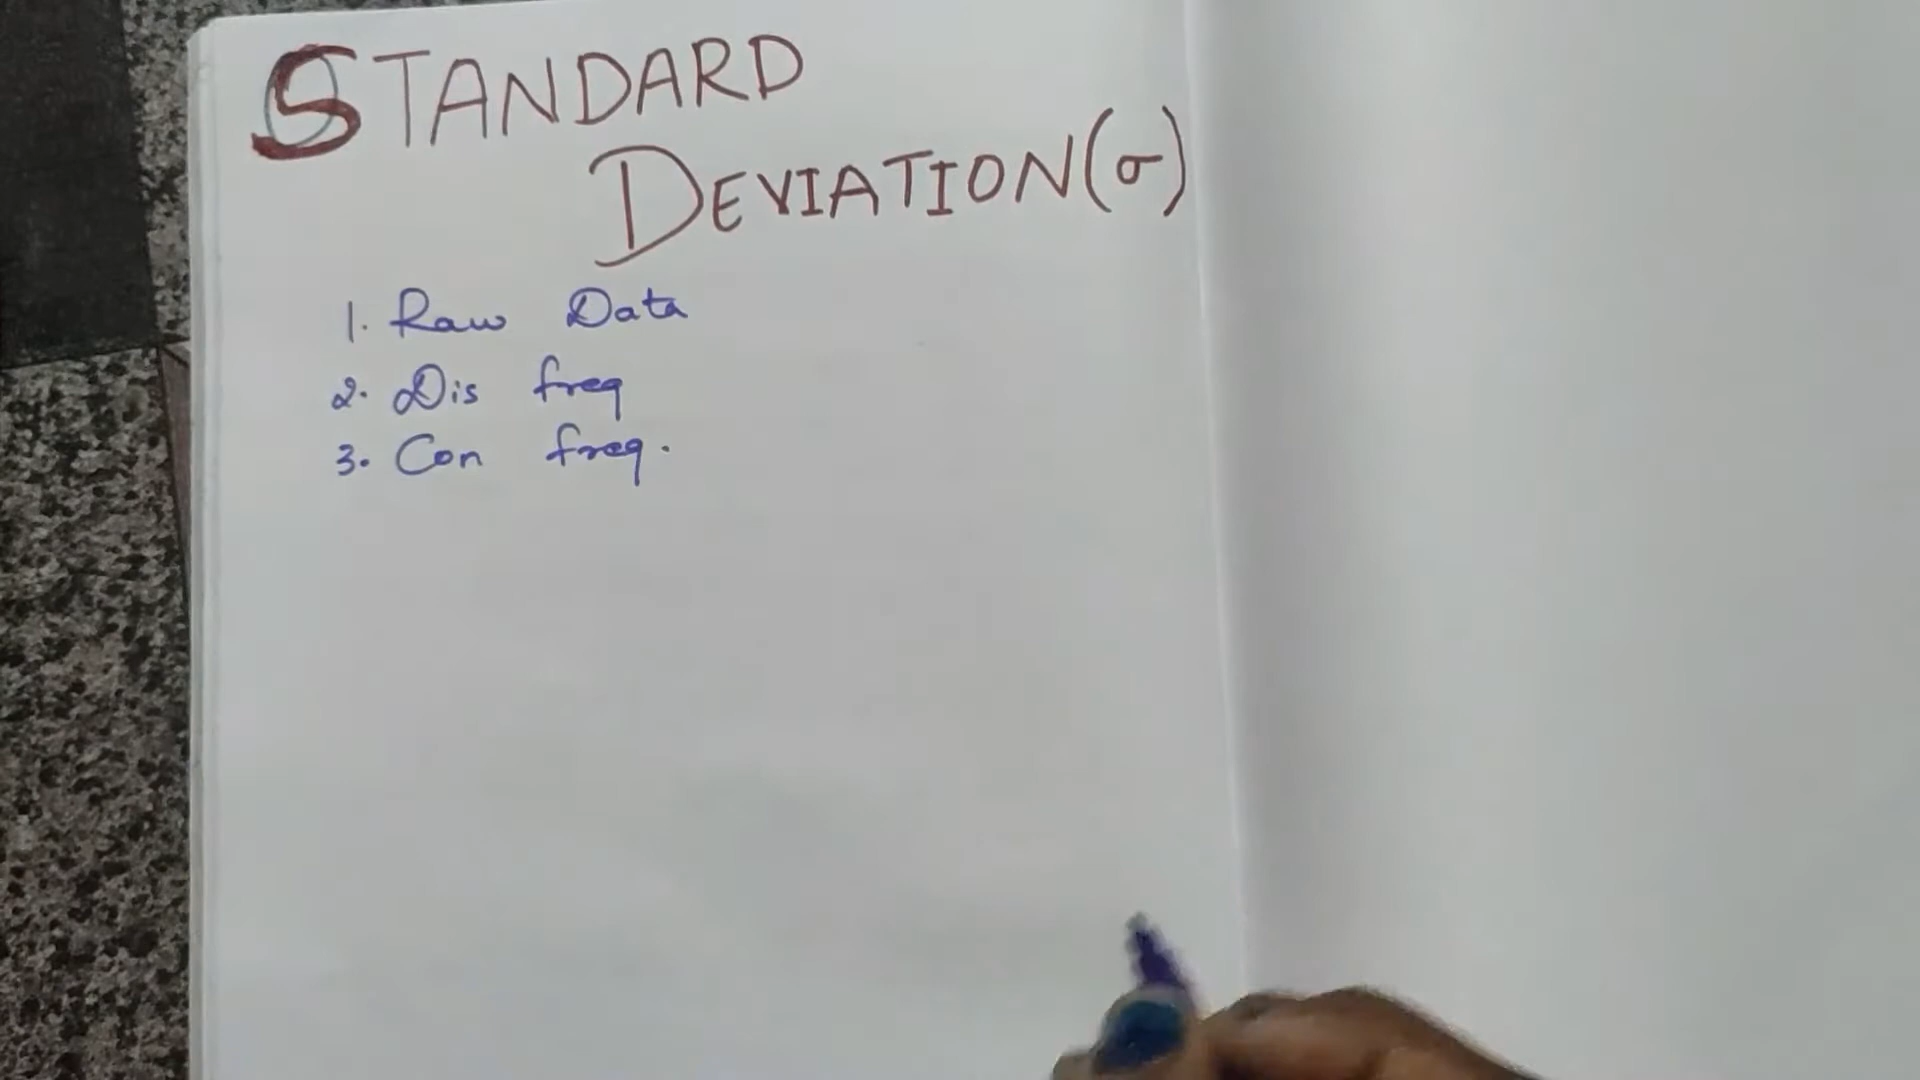 STANDARD
DEVIATION(σ)
1. Raw Data
2. Dis freq
3. Con freq.